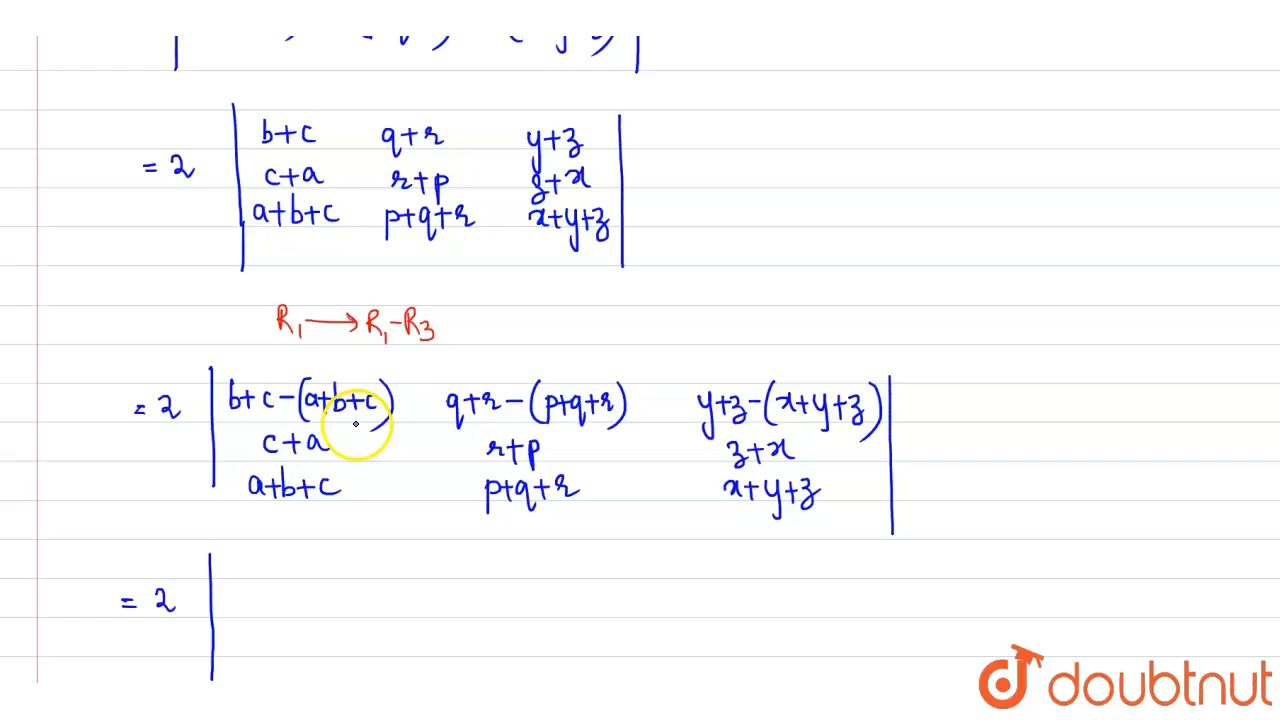 b+c q+r y+z
= 2 c+a r+p z+x
a+b+c p+q+r x+y+z
R₁ → R₁-R₃
= 2 b+c-(a+b+c) q+r-(p+q+r) y+z-(x+y+z)
c+a r+p z+x
a+b+c p+q+r x+y+z
= 2
doubtnut